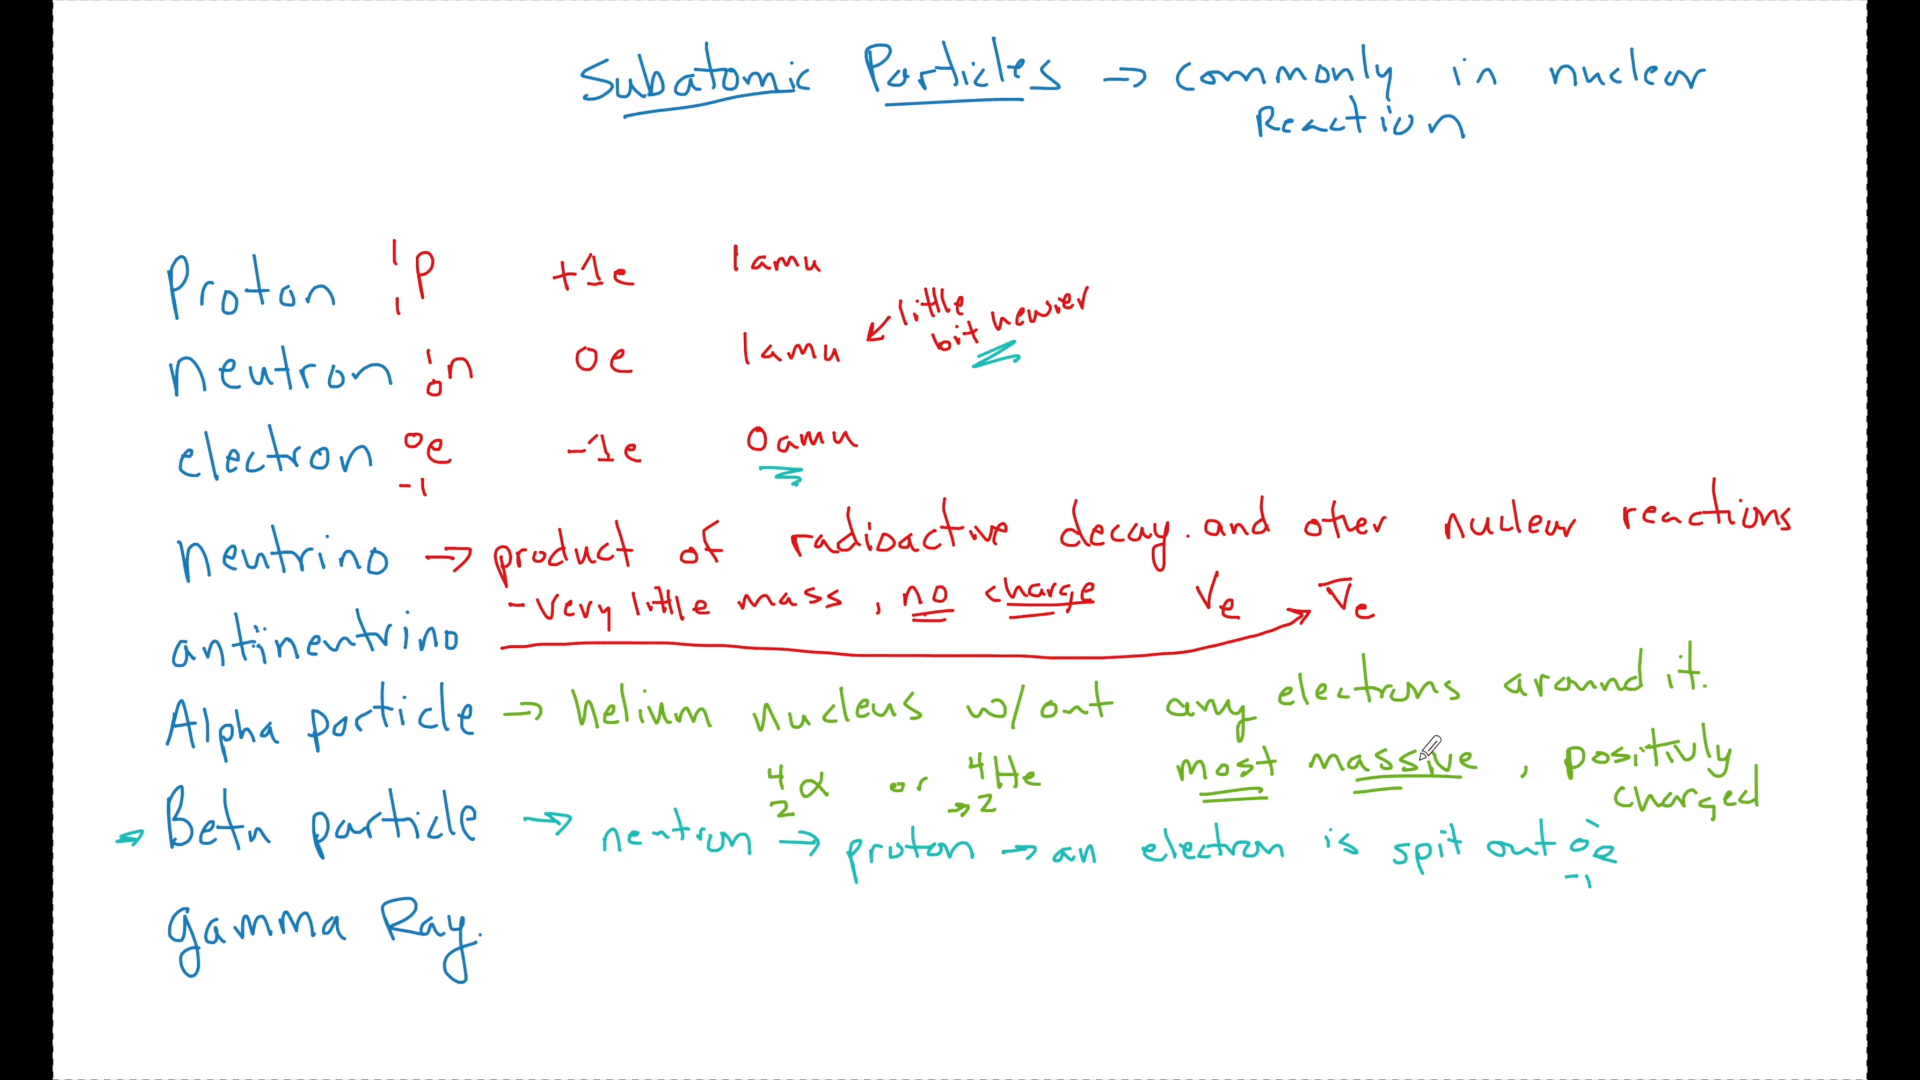 Subatomic Particles → commonly in nuclear
Reaction
Proton ¹₁P +1e 1amu
neutron ¹₀n 0e 1amu ← little bit hewier
electron ⁰₋₁e -1e 0amu
neutrino → product of radioactive decay. and other nuclear reactions
- very little mass, no charge Ve V̅e
antineutrino
Alpha particle → helium nucleus w/out any electrons around it.
⁴₂α or ⁴₂He most massive, positivly charged
Beta particle → neutron → proton → an electron is spit out ⁰₋₁e
gamma Ray.